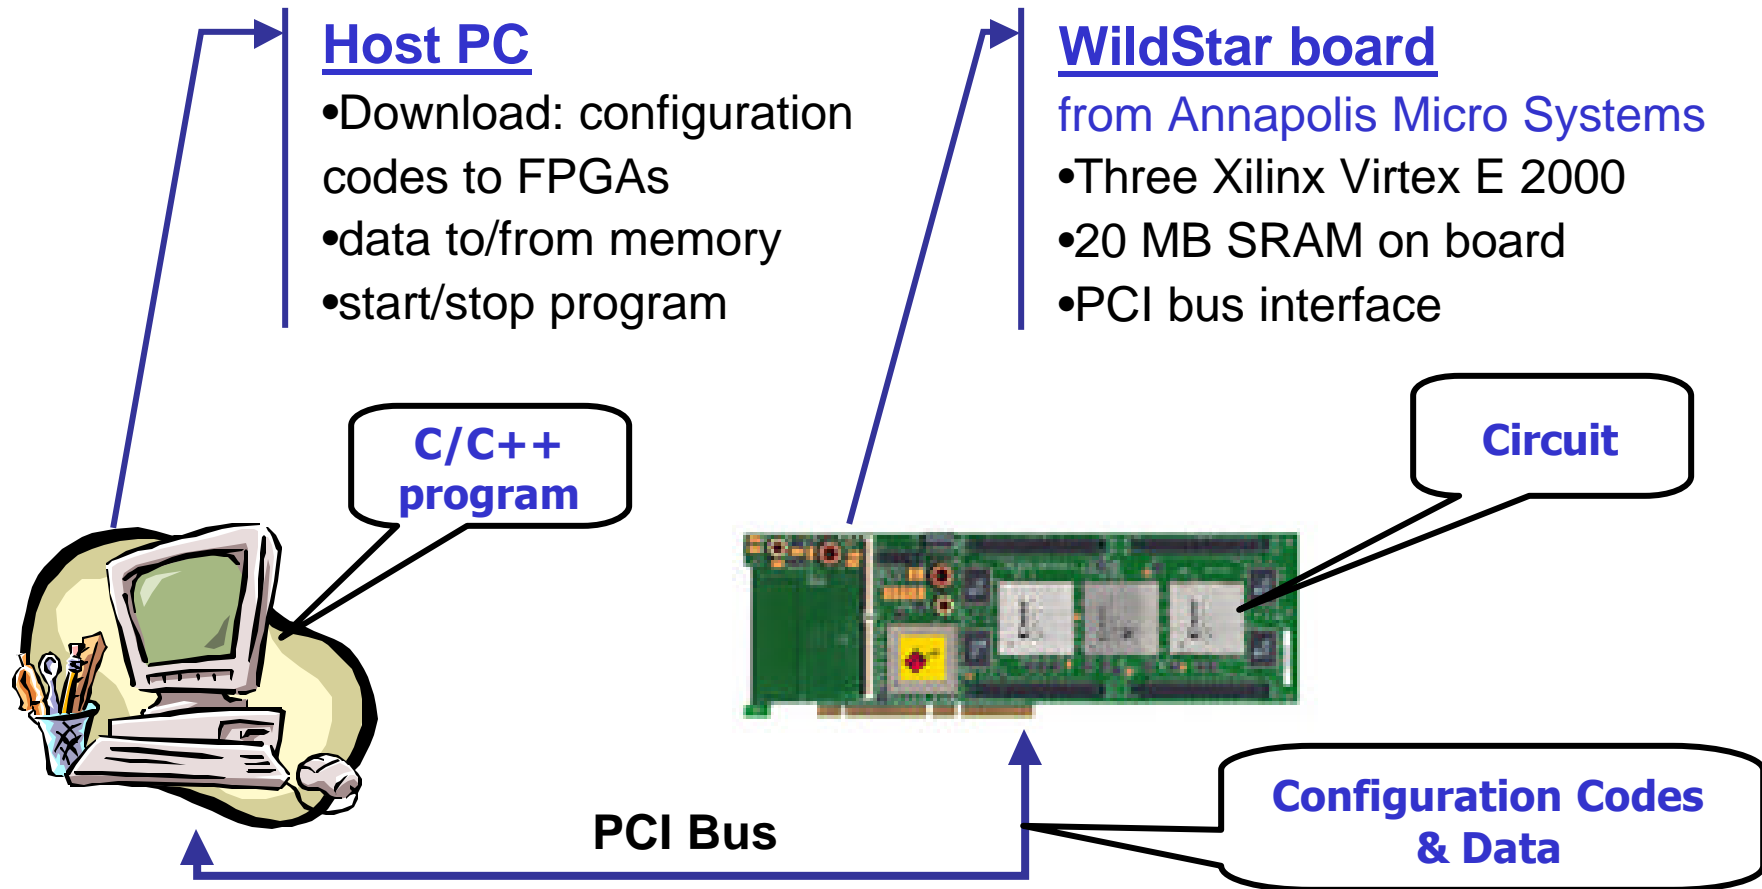 Host PC
•Download: configuration
codes to FPGAs
•data to/from memory
•start/stop program
WildStar board
from Annapolis Micro Systems
•Three Xilinx Virtex E 2000
•20 MB SRAM on board
•PCI bus interface
C/C++
program
Circuit
PCI Bus
Configuration Codes
& Data